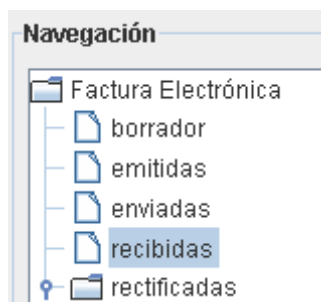 Navegación
Factura Electrónica
borrador
emitidas
enviadas
recibidas
rectificadas